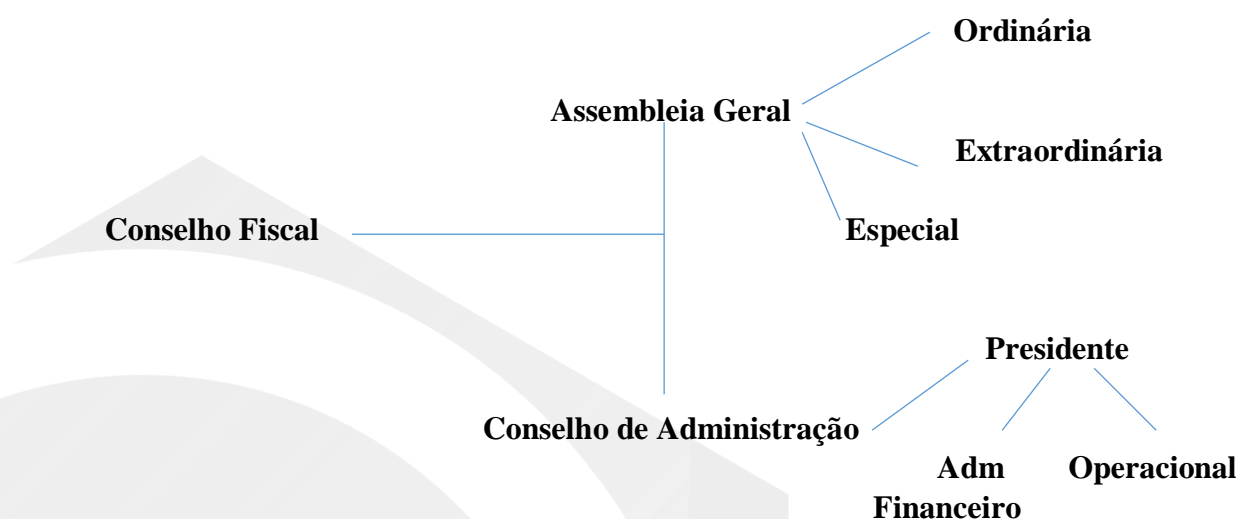 Ordinária
Assembleia Geral
Extraordinária
Conselho Fiscal
Especial
Presidente
Conselho de Administração
Adm
Financeiro
Operacional